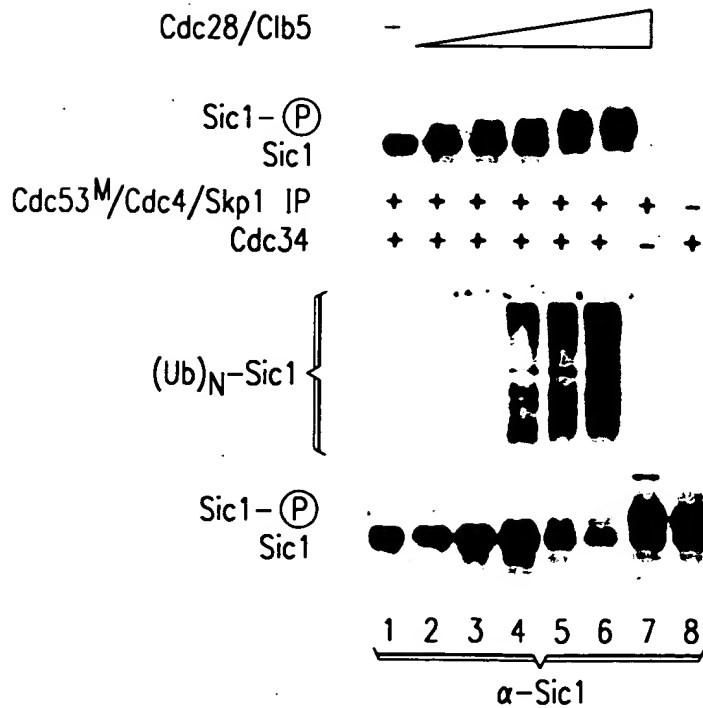 Cdc28/Clb5 −
Sic1-Ⓟ
Sic1
Cdc53ᴹ/Cdc4/Skp1 IP + + + + + + + −
Cdc34 + + + + + + − +
(Ub)N-Sic1
Sic1-Ⓟ
Sic1
1 2 3 4 5 6 7 8
α-Sic1